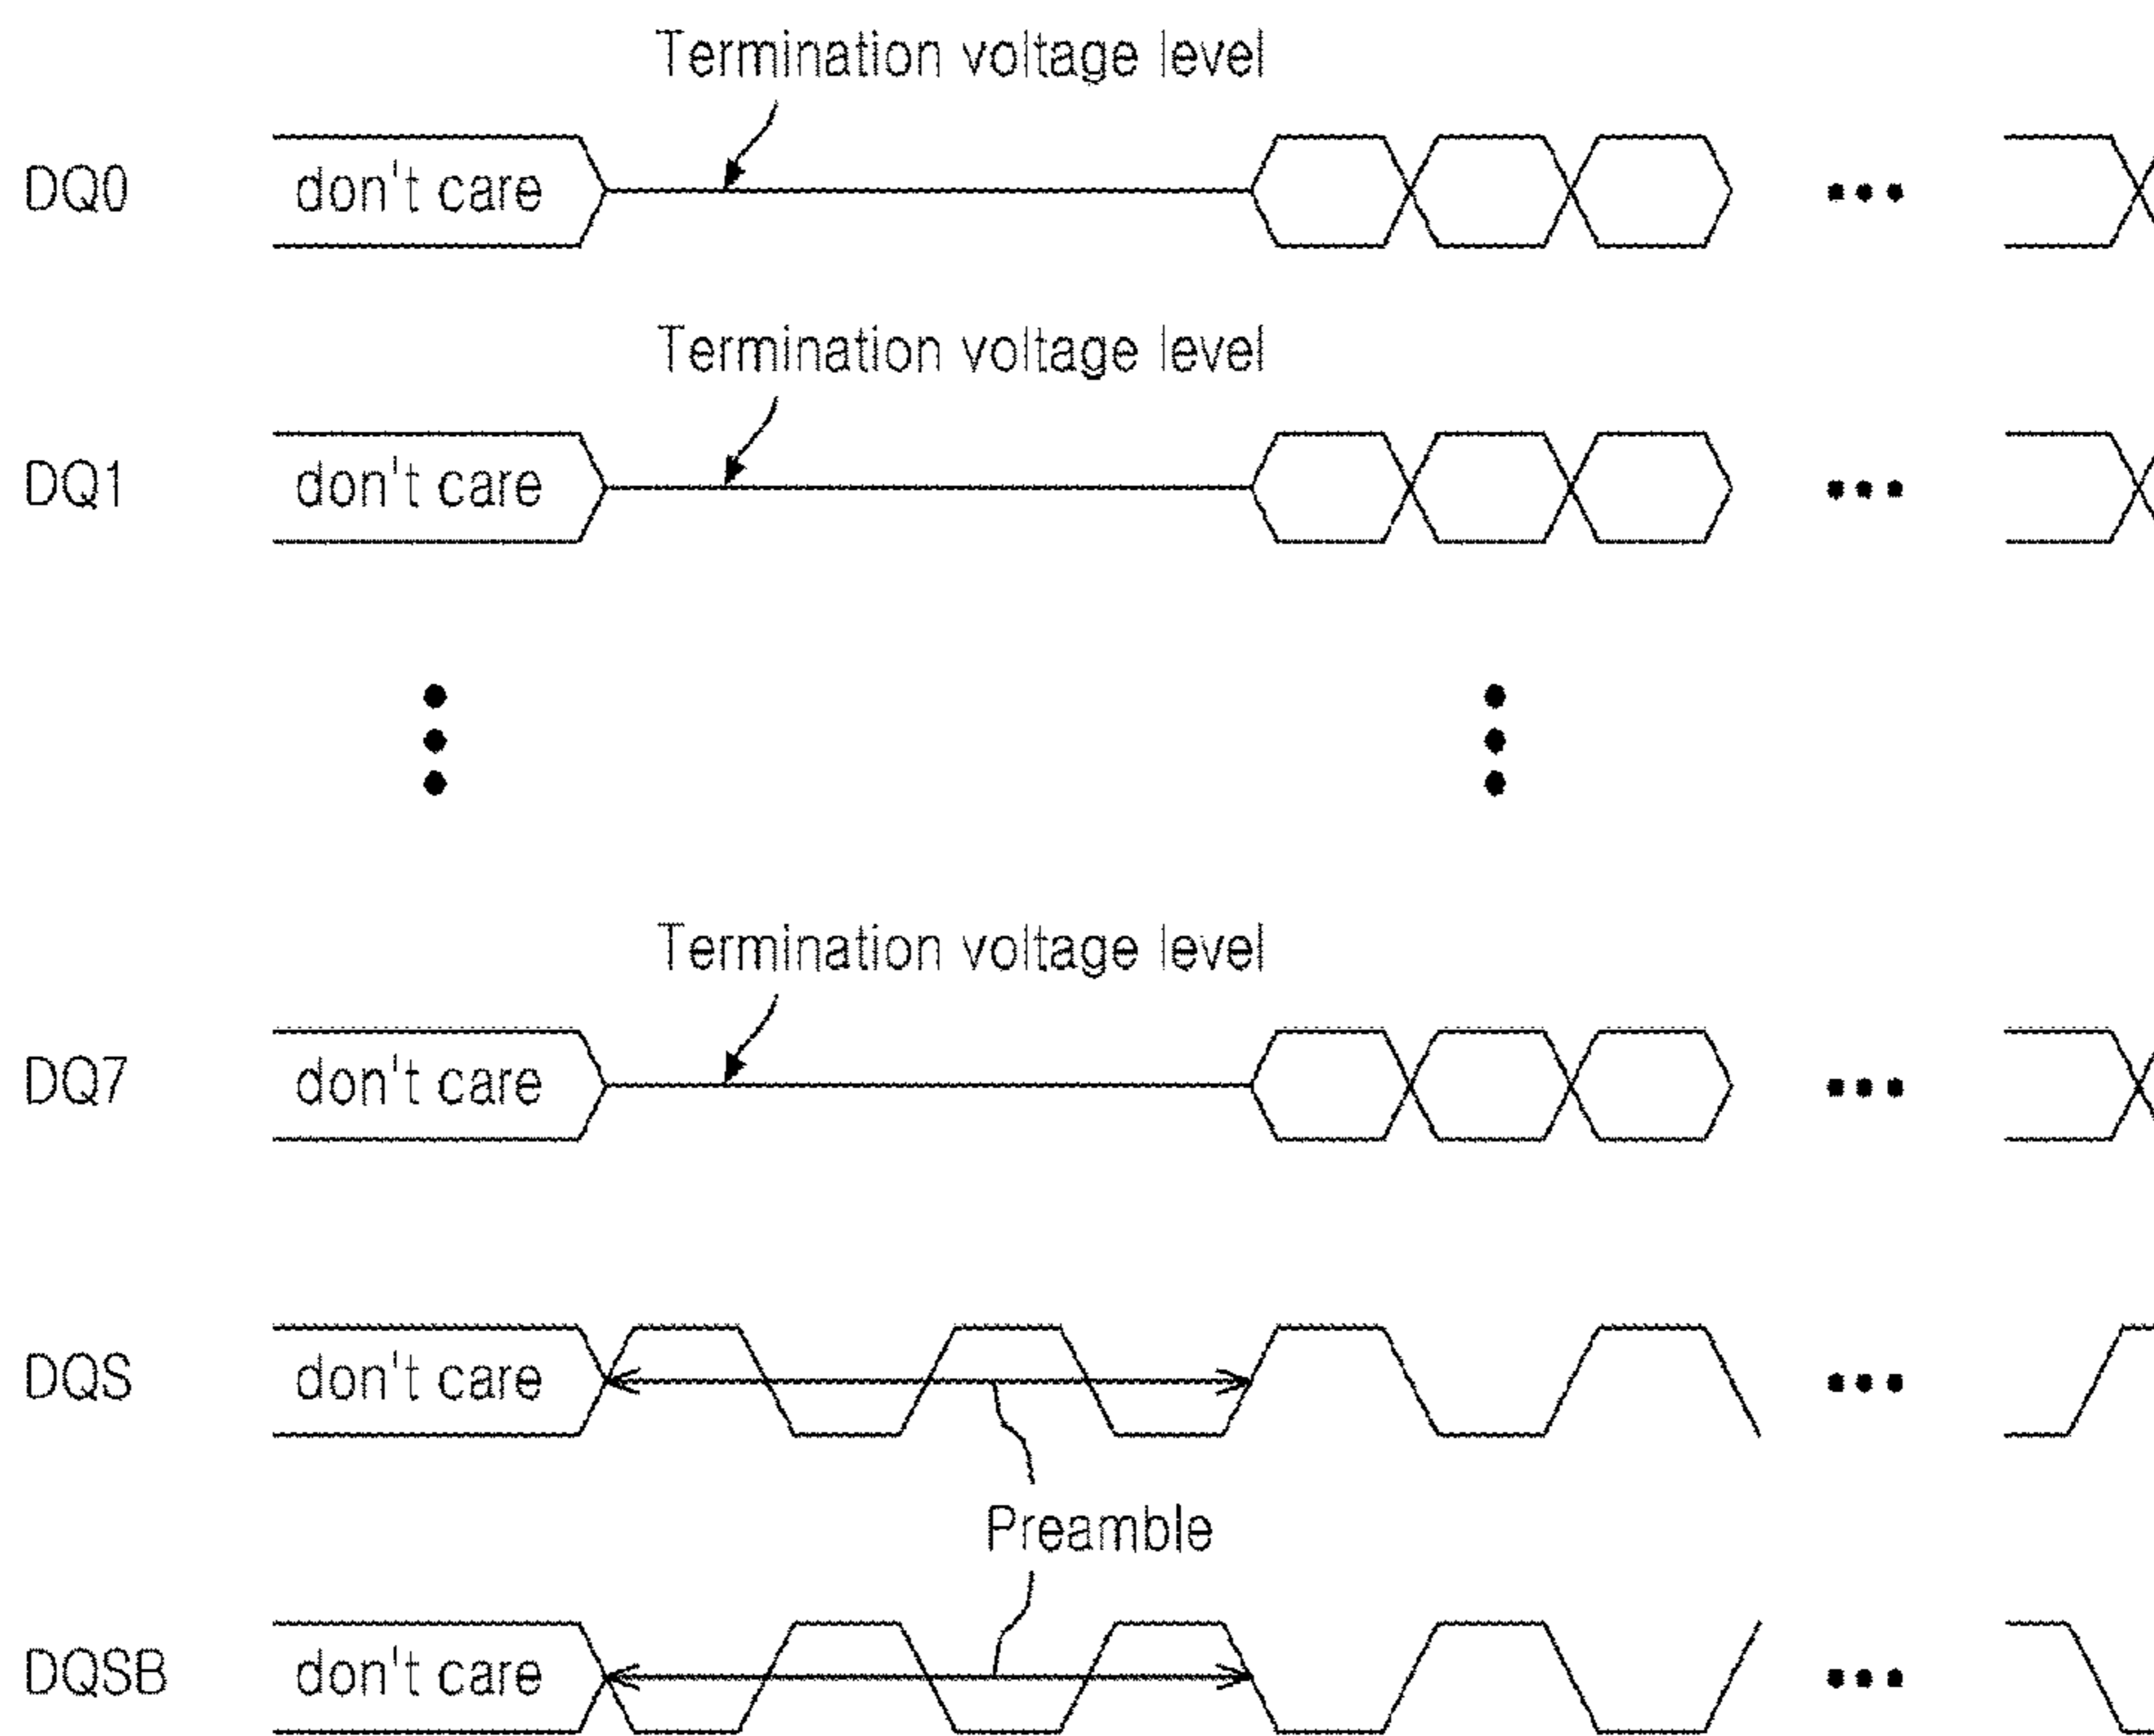 Termination voltage level
DQ0 don't care
Termination voltage level
DQ1 don't care
Termination voltage level
DQ7 don't care
DQS don't care
Preamble
DQSB don't care